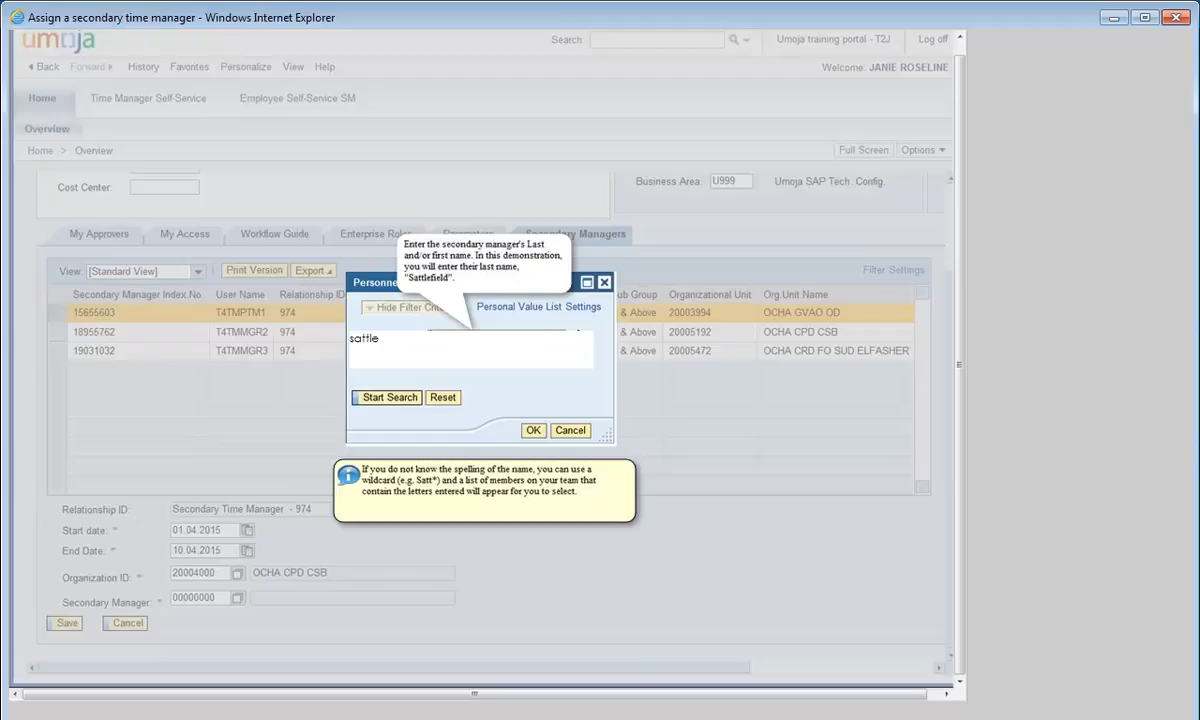 Assign a secondary time manager - Windows Internet Explorer
umoja
Search:
Umoja training portal - T2J
Log off
Back Forward History Favorites Personalize View Help
Welcome: JANIE ROSELINE
Home Time Manager Self-Service Employee Self-Service SM
Overview
Home > Overview
Full Screen Options
Cost Center:
Business Area: U999 Umoja SAP Tech. Config.
My Approvers My Access Workflow Guide Enterprise Roles Parameters Secondary Managers
Enter the secondary manager's Last
and/or first name. In this demonstration,
you will enter their last name,
"Sattlefield".
View: [Standard View] Print Version Export
Filter Settings
Personne
Hide Filter Crite
Personal Value List Settings
Secondary Manager Index.No User Name Relationship ID ub Group Organizational Unit Org.Unit Name
15655603 T4TMPTM1 974 & Above 20003994 OCHA GVAO OD
18955762 T4TMMGR2 974 & Above 20005192 OCHA CPD CSB
19031032 T4TMMGR3 974 & Above 20005472 OCHA CRD FO SUD ELFASHER
sattle
Start Search Reset
OK Cancel
If you do not know the spelling of the name, you can use a
wildcard (e.g. Satt*) and a list of members on your team that
contain the letters entered will appear for you to select.
Relationship ID: Secondary Time Manager - 974
Start date: * 01.04.2015
End Date: * 10.04.2015
Organization ID: * 20004000 OCHA CPD CSB
Secondary Manager: * 00000000
Save Cancel